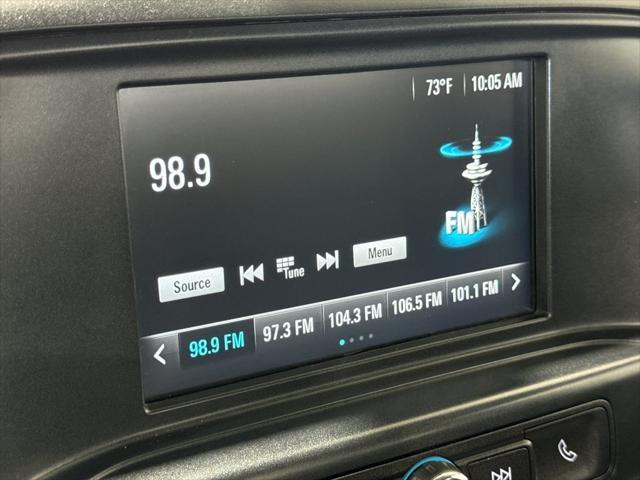 73°F 10:05 AM
98.9
FM
Source Tune Menu
98.9 FM 97.3 FM 104.3 FM 106.5 FM 101.1 FM